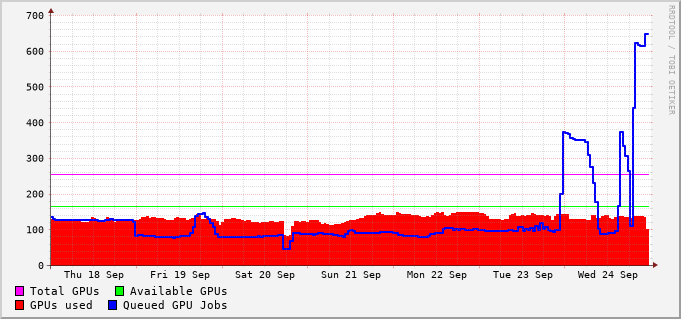 700
600
500
400
300
200
100
0
Thu 18 Sep Fri 19 Sep Sat 20 Sep Sun 21 Sep Mon 22 Sep Tue 23 Sep Wed 24 Sep
Total GPUs Available GPUs
GPUs used Queued GPU Jobs
RRDTOOL / TOBI OETIKER